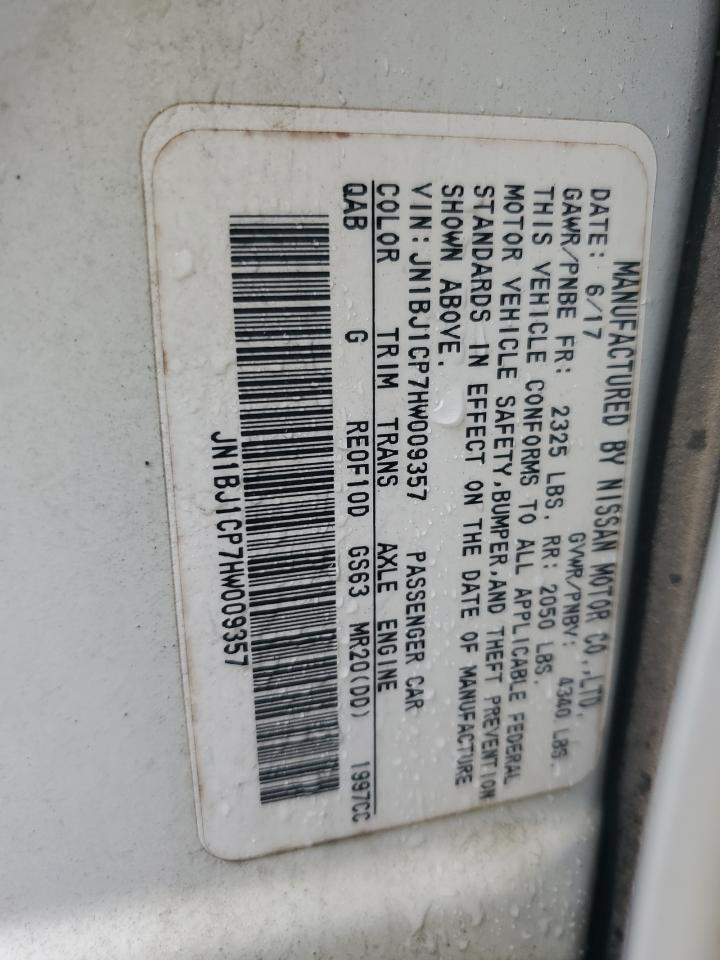 MANUFACTURED BY NISSAN MOTOR CO.,LTD.
DATE: 6/17 GVWR/PNBV: 4340 LBS.
GAWR/PNBE FR: 2325 LBS. RR: 2050 LBS.
THIS VEHICLE CONFORMS TO ALL APPLICABLE FEDERAL
MOTOR VEHICLE SAFETY,BUMPER,AND THEFT PREVENTION
STANDARDS IN EFFECT ON THE DATE OF MANUFACTURE
SHOWN ABOVE.
VIN: JN1BJ1CP7HW009357 PASSENGER CAR
COLOR TRIM TRANS AXLE ENGINE
QAB G RE0F10D GS63 MR20(DD) 1997CC
JN1BJ1CP7HW009357